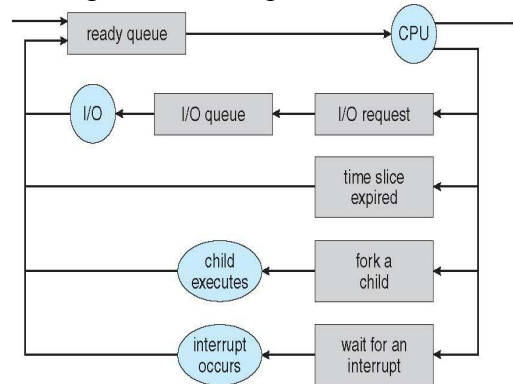 ready queue
CPU
I/O
I/O queue
I/O request
time slice
expired
child
executes
fork a
child
interrupt
occurs
wait for an
interrupt